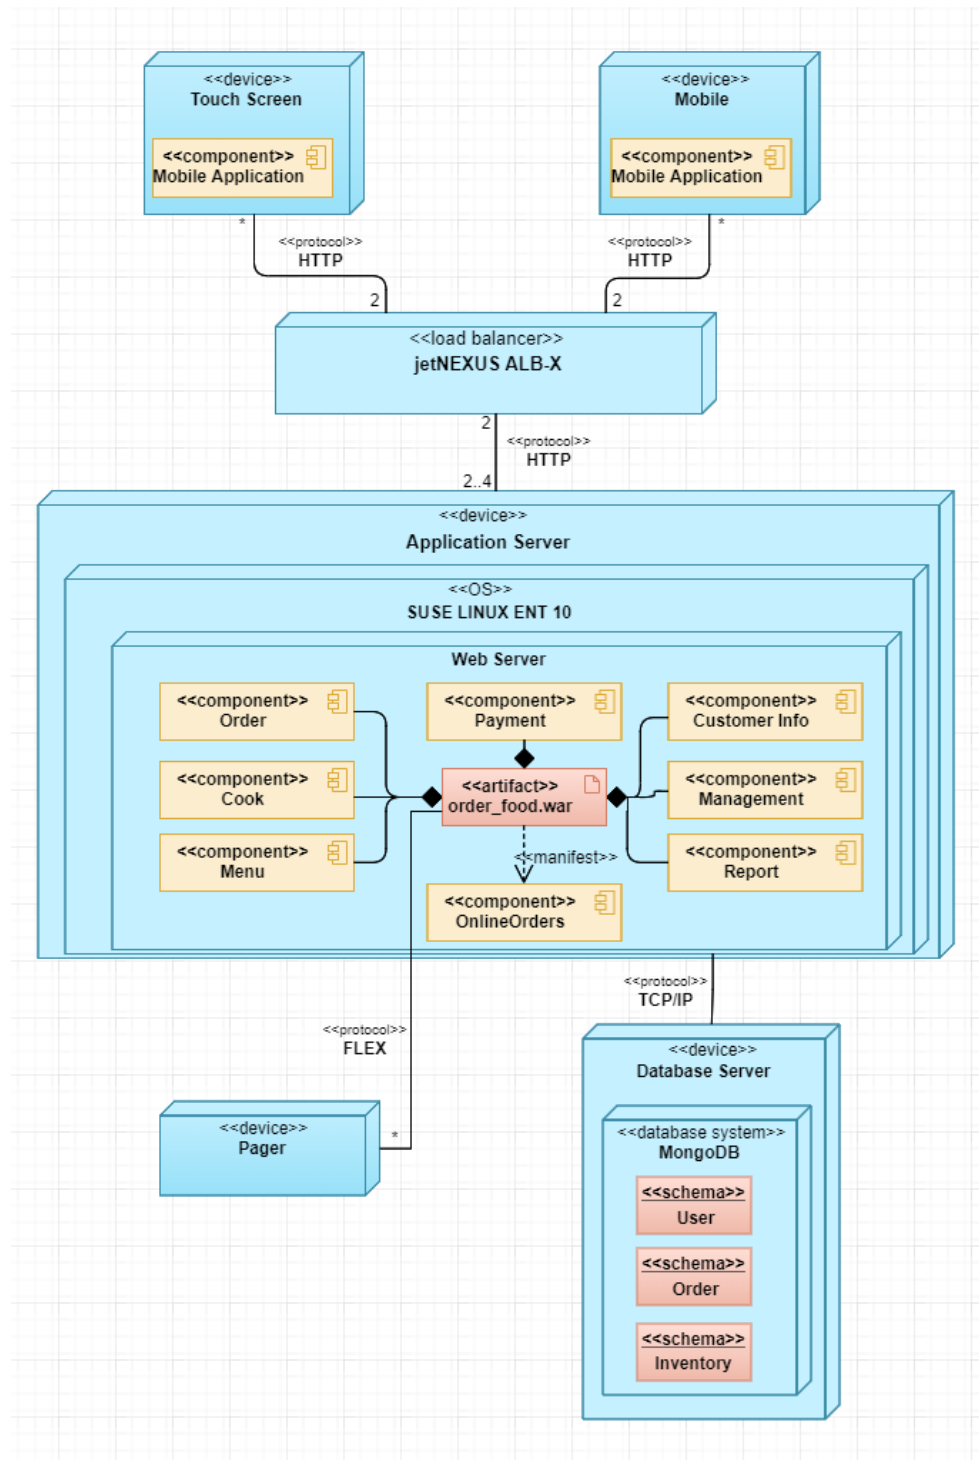 <<device>>
Touch Screen
<<component>>
Mobile Application
<<device>>
Mobile
<<component>>
Mobile Application
*
<<protocol>>
HTTP
2
*
<<protocol>>
HTTP
2
<<load balancer>>
jetNEXUS ALB-X
2
<<protocol>>
HTTP
2..4
<<device>>
Application Server
<<OS>>
SUSE LINUX ENT 10
Web Server
<<component>>
Order
<<component>>
Payment
<<component>>
Customer Info
<<component>>
Cook
<<artifact>>
order_food.war
<<component>>
Management
<<component>>
Menu
<<manifest>>
<<component>>
Report
<<component>>
OnlineOrders
<<protocol>>
TCP/IP
<<protocol>>
FLEX
<<device>>
Pager
*
<<device>>
Database Server
<<database system>>
MongoDB
<<schema>>
User
<<schema>>
Order
<<schema>>
Inventory